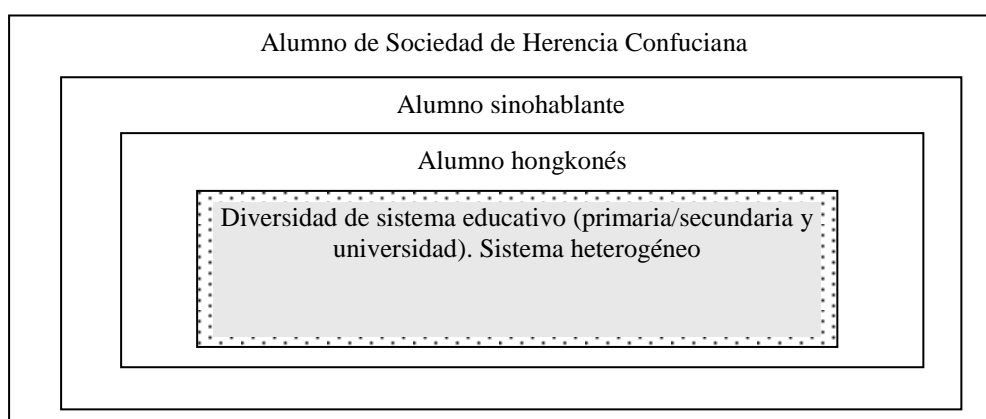 Alumno de Sociedad de Herencia Confuciana
Alumno sinohablante
Alumno hongkonés
Diversidad de sistema educativo (primaria/secundaria y
universidad). Sistema heterogéneo